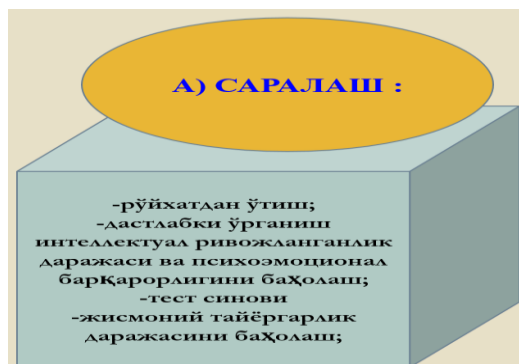 А) САРАЛАШ :
-рўйхатдан ўтиш;
-дастлабки ўрганиш
интеллектуал ривожланганлик
даражаси ва психоэмоционал
барқарорлигини баҳолаш;
-тест синови
-жисмоний тайёргарлик
даражасини баҳолаш;